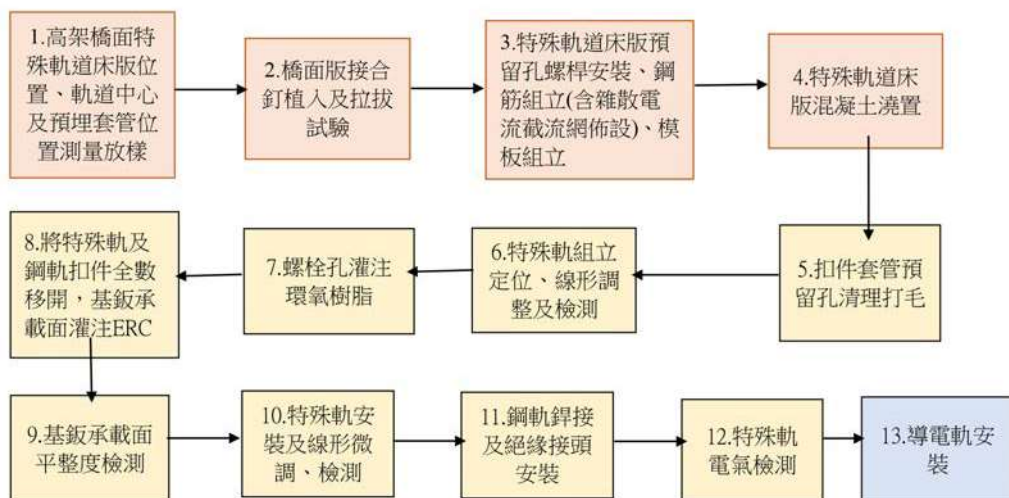 1.高架橋面特
殊軌道床版位
置、軌道中心
及預埋套管位
置測量放樣
2.橋面版接合
釘植入及拉拔
試驗
3.特殊軌道床版預
留孔螺桿安裝、鋼
筋組立(含雜散電
流截流網佈設)、模
板組立
4.特殊軌道床
版混凝土澆置
5.扣件套管預
留孔清理打毛
6.特殊軌組立
定位、線形調
整及檢測
7.螺栓孔灌注
環氧樹脂
8.將特殊軌及
鋼軌扣件全數
移開，基鈑承
載面灌注ERC
9.基鈑承載面
平整度檢測
10.特殊軌安
裝及線形微
調、檢測
11.鋼軌銲接
及絕緣接頭
安裝
12.特殊軌
電氣檢測
13.導電軌安
裝